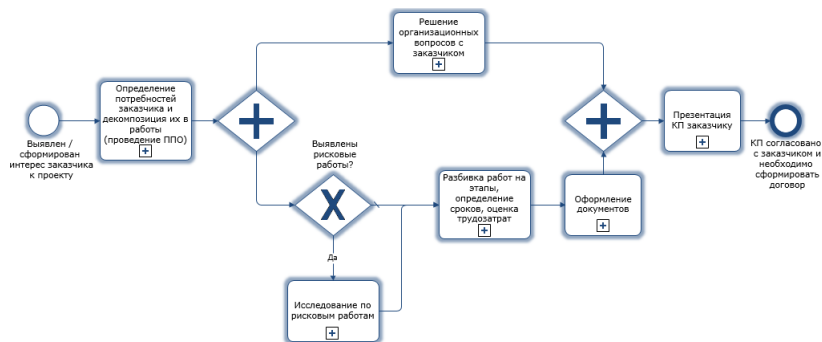 Решение
организационных
вопросов с
заказчиком
Определение
потребностей
заказчика и
декомпозиция их в
работы
(проведение ППО)
Презентация
КП заказчику
Выявлен /
сформирован
интерес заказчика
к проекту
КП согласовано
с заказчиком и
необходимо
сформировать
договор
Выявлены
рисковые
работы?
X
Разбивка работ на
этапы,
определение
сроков, оценка
трудозатрат
Оформление
документов
Да
Исследование по
рисковым работам